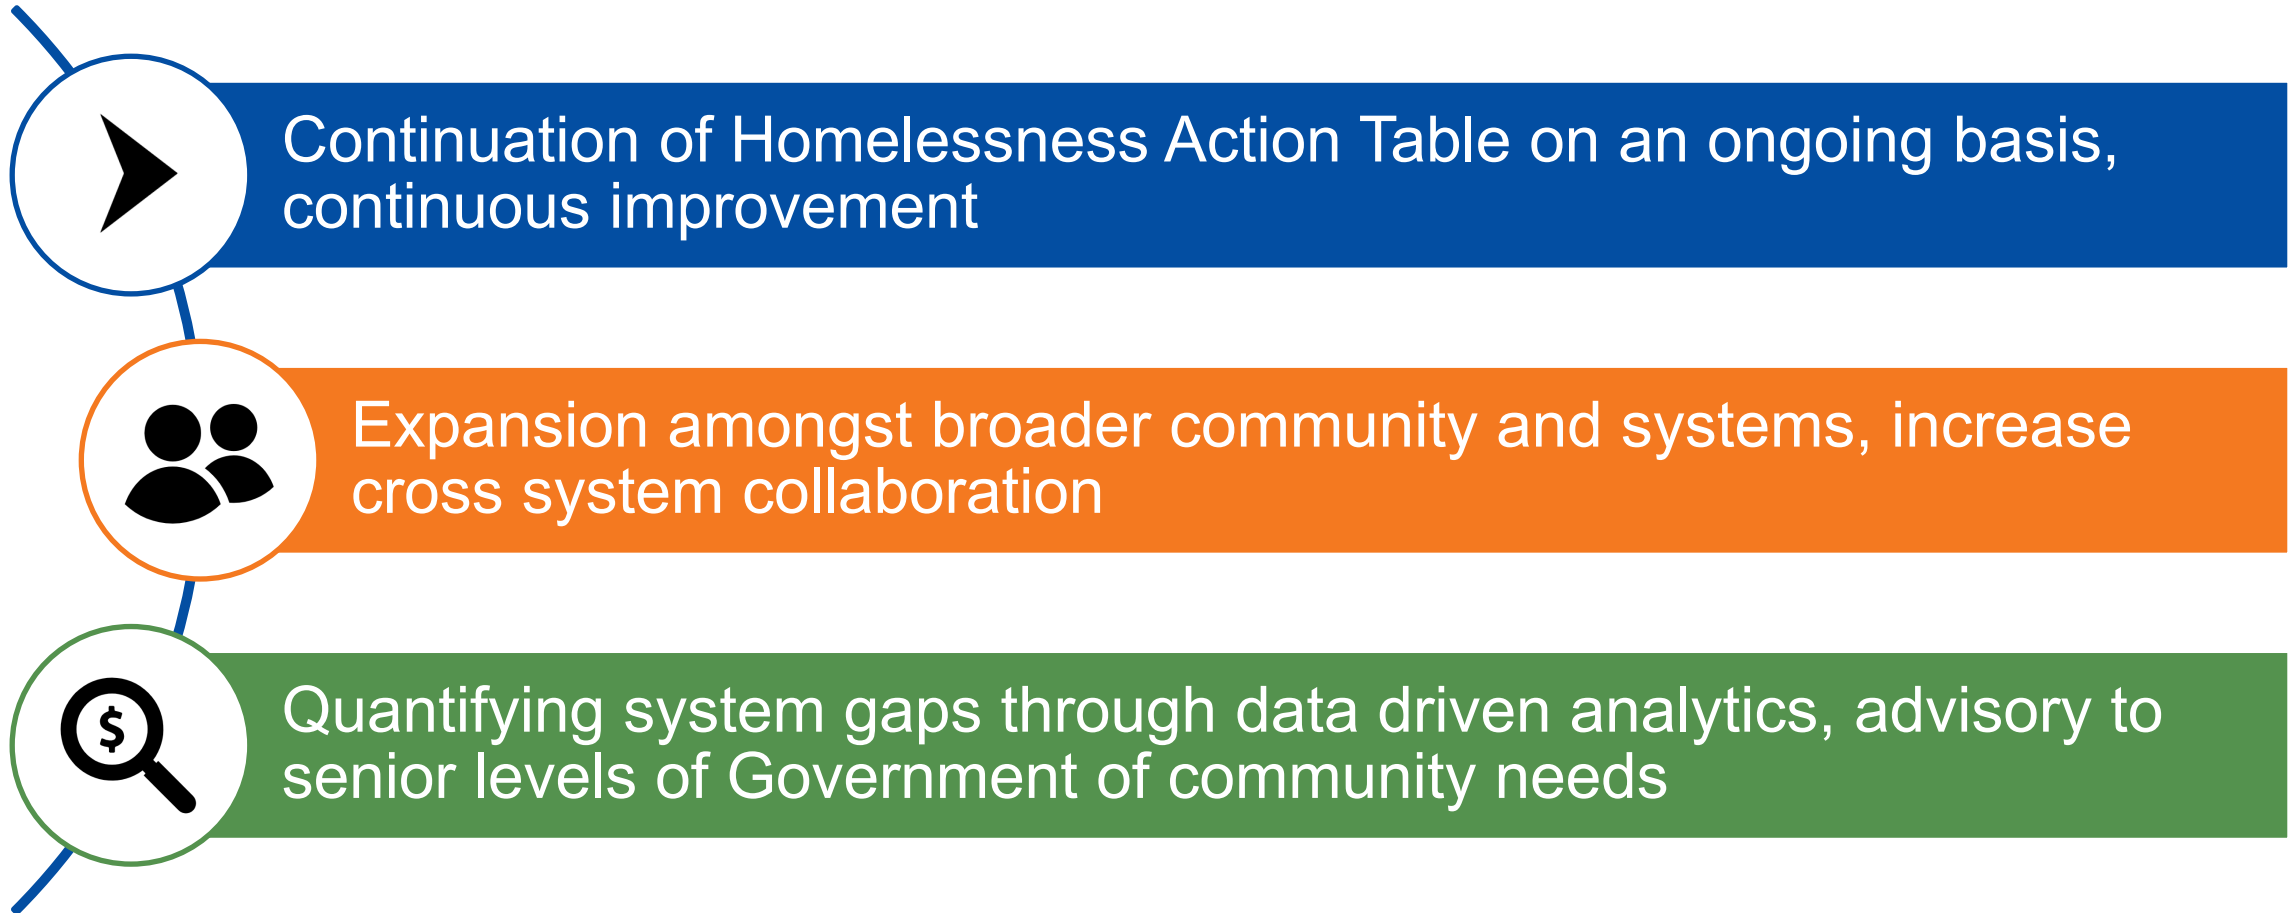 Continuation of Homelessness Action Table on an ongoing basis,
continuous improvement
Expansion amongst broader community and systems, increase
cross system collaboration
$
Quantifying system gaps through data driven analytics, advisory to
senior levels of Government of community needs